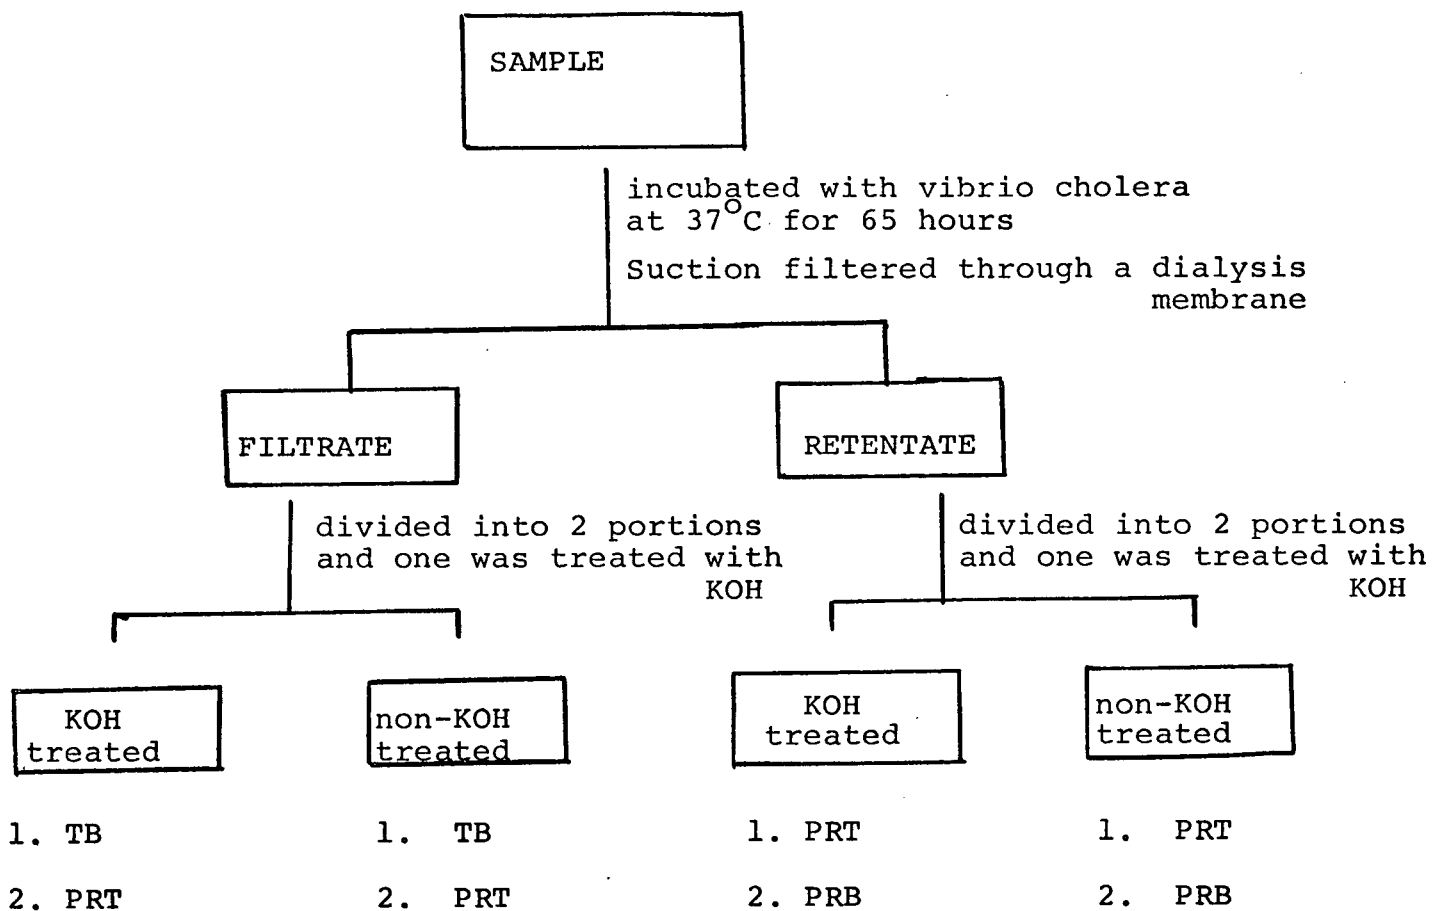 SAMPLE
incubated with vibrio cholera
at 37°C for 65 hours
Suction filtered through a dialysis
membrane
FILTRATE
RETENTATE
divided into 2 portions
and one was treated with
KOH
divided into 2 portions
and one was treated with
KOH
KOH
treated
non-KOH
treated
KOH
treated
non-KOH
treated
1. TB
1. TB
1. PRT
1. PRT
2. PRT
2. PRT
2. PRB
2. PRB